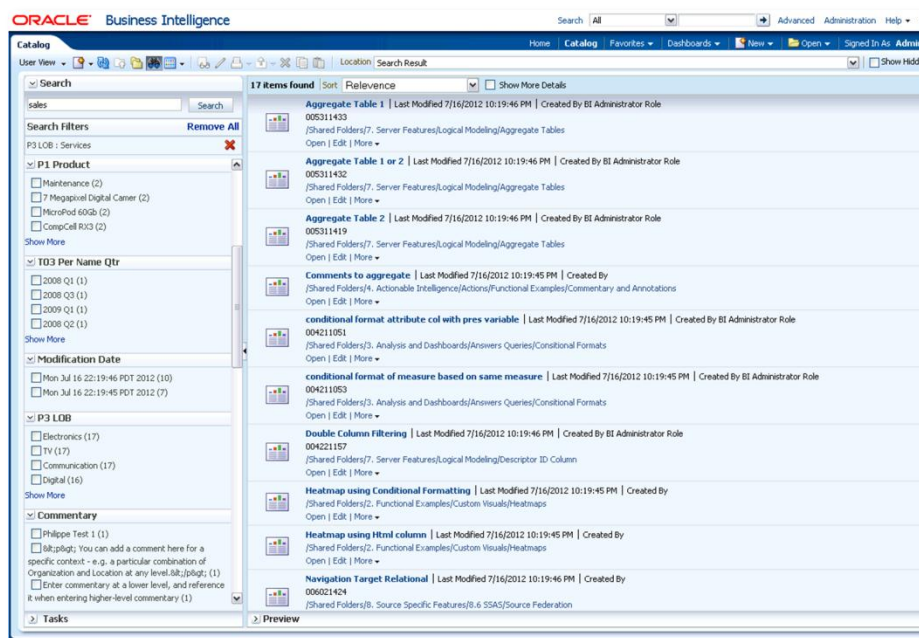 ORACLE Business Intelligence
Search All Advanced Administration Help
Catalog
Home Catalog Favorites Dashboards New Open Signed In As Admi
User View Location Search Result Show Hidd
Search
sales Search
Search Filters Remove All
P3 LOB : Services
P1 Product
Maintenance (2)
7 Megapixel Digital Camer (2)
MicroPod 60Gb (2)
CompCell RX3 (2)
Show More
T03 Per Name Qtr
2008 Q1 (1)
2008 Q3 (1)
2009 Q1 (1)
2008 Q2 (1)
Show More
Modification Date
Mon Jul 16 22:19:46 PDT 2012 (10)
Mon Jul 16 22:19:45 PDT 2012 (7)
P3 LOB
Electronics (17)
TV (17)
Communication (17)
Digital (16)
Show More
Commentary
Philippe Test 1 (1)
&lt;p&gt; You can add a comment here for a
specific context - e.g. a particular combination of
Organization and Location at any level.&lt;/p&gt; (1)
Enter commentary at a lower level, and reference
it when entering higher-level commentary (1)
Tasks
17 items found Sort Relevence Show More Details
Aggregate Table 1 | Last Modified 7/16/2012 10:19:46 PM | Created By BI Administrator Role
005311433
/Shared Folders/7. Server Features/Logical Modeling/Aggregate Tables
Open | Edit | More
Aggregate Table 1 or 2 | Last Modified 7/16/2012 10:19:46 PM | Created By BI Administrator Role
005311432
/Shared Folders/7. Server Features/Logical Modeling/Aggregate Tables
Open | Edit | More
Aggregate Table 2 | Last Modified 7/16/2012 10:19:46 PM | Created By BI Administrator Role
005311419
/Shared Folders/7. Server Features/Logical Modeling/Aggregate Tables
Open | Edit | More
Comments to aggregate | Last Modified 7/16/2012 10:19:45 PM | Created By
/Shared Folders/4. Actionable Intelligence/Actions/Functional Examples/Commentary and Annotations
Open | Edit | More
conditional format attribute col with pres variable | Last Modified 7/16/2012 10:19:45 PM | Created By BI Administrator Role
004211051
/Shared Folders/3. Analysis and Dashboards/Answers Queries/Consitional Formats
Open | Edit | More
conditional format of measure based on same measure | Last Modified 7/16/2012 10:19:45 PM | Created By BI Administrator Role
004211053
/Shared Folders/3. Analysis and Dashboards/Answers Queries/Consitional Formats
Open | Edit | More
Double Column Filtering | Last Modified 7/16/2012 10:19:46 PM | Created By BI Administrator Role
004221157
/Shared Folders/7. Server Features/Logical Modeling/Descriptor ID Column
Open | Edit | More
Heatmap using Conditional Formatting | Last Modified 7/16/2012 10:19:45 PM | Created By
/Shared Folders/2. Functional Examples/Custom Visuals/Heatmaps
Open | Edit | More
Heatmap using Html column | Last Modified 7/16/2012 10:19:45 PM | Created By
/Shared Folders/2. Functional Examples/Custom Visuals/Heatmaps
Open | Edit | More
Navigation Target Relational | Last Modified 7/16/2012 10:19:46 PM | Created By
006021424
/Shared Folders/8. Source Specific Features/8.6 SSAS/Source Federation
Preview